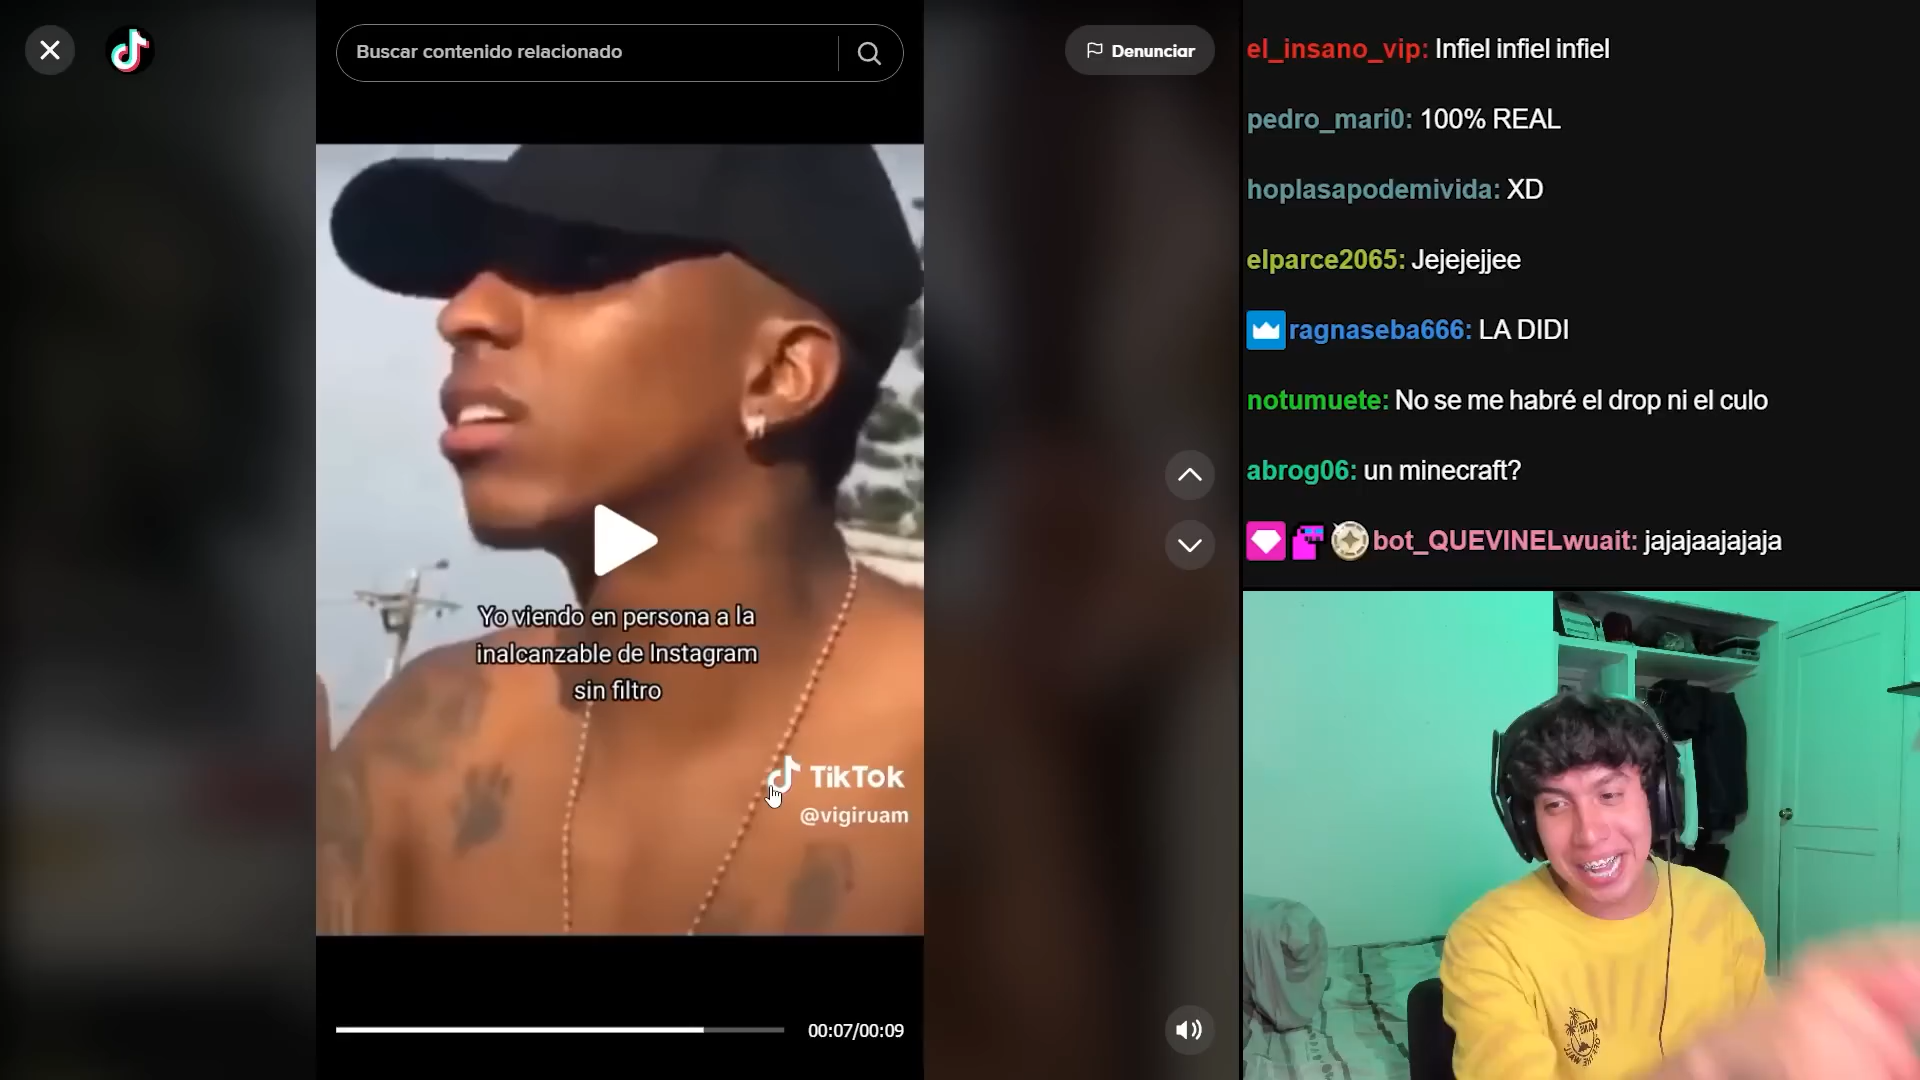 Buscar contenido relacionado
Denunciar
Yo viendo en persona a la
inalcanzable de Instagram
sin filtro
TikTok
@vigiruam
00:07/00:09
el_insano_vip: Infiel infiel infiel
pedro_mari0: 100% REAL
hoplasapodemivida: XD
elparce2065: Jejejejjee
ragnaseba666: LA DIDI
notumuete: No se me habré el drop ni el culo
abrog06: un minecraft?
bot_QUEVINELwuait: jajajaajajaja